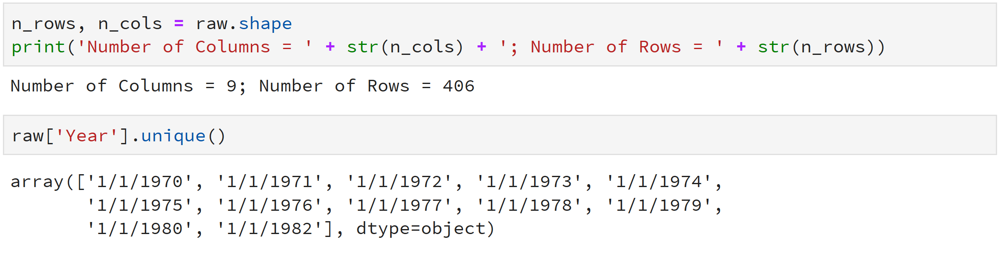 n_rows, n_cols = raw.shape
print('Number of Columns = ' + str(n_cols) + '; Number of Rows = ' + str(n_rows))
Number of Columns = 9; Number of Rows = 406
raw['Year'].unique()
array(['1/1/1970', '1/1/1971', '1/1/1972', '1/1/1973', '1/1/1974',
       '1/1/1975', '1/1/1976', '1/1/1977', '1/1/1978', '1/1/1979',
       '1/1/1980', '1/1/1982'], dtype=object)